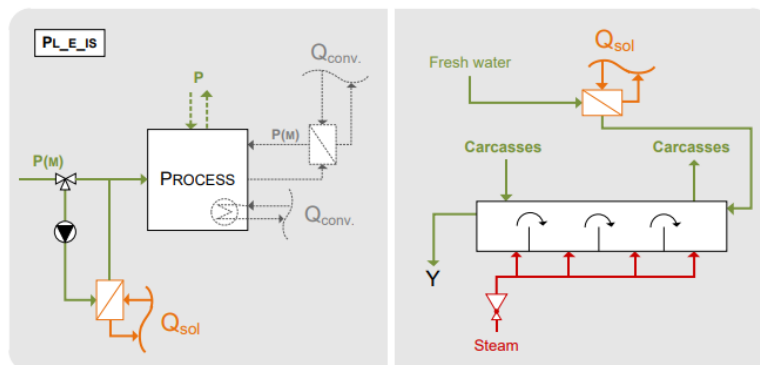 PL_E_IS
Qconv.
P
P(M)
P(M)
PROCESS
Qconv.
Qsol
Qsol
Fresh water
Carcasses
Carcasses
Y
Steam